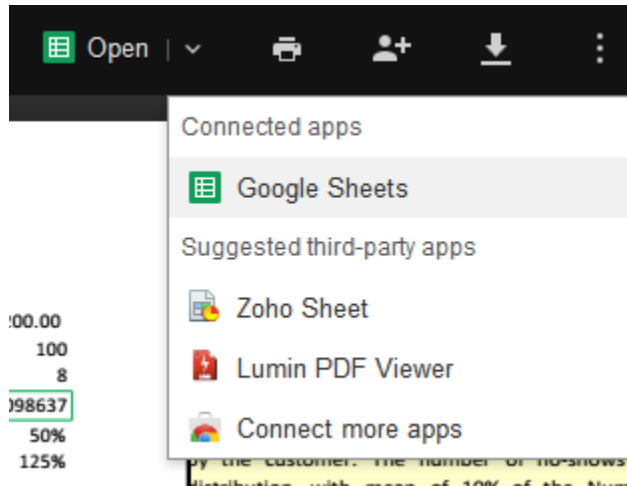 Open
Connected apps
Google Sheets
Suggested third-party apps
Zoho Sheet
Lumin PDF Viewer
Connect more apps
00.00
100
8
098637
50%
125%
by the customer. The number of no-shows
distribution, with mean of 10% of the Num